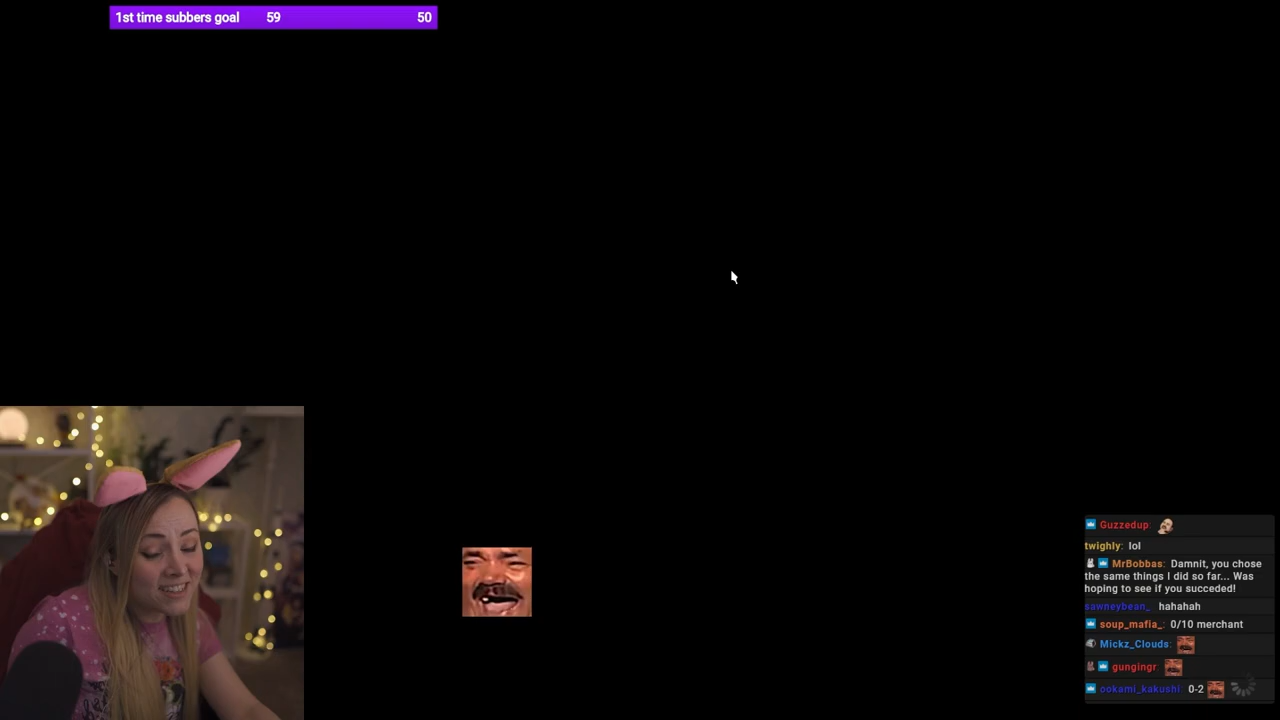 1st time subbers goal 59 50
Guzzedup:
twighly: lol
MrBobbas: Damnit, you chose
the same things I did so far... Was
hoping to see if you succeded!
sawneybean_ hahahah
soup_mafia_: 0/10 merchant
Mickz_Clouds:
gungingr:
ookami_kakushi: 0-2